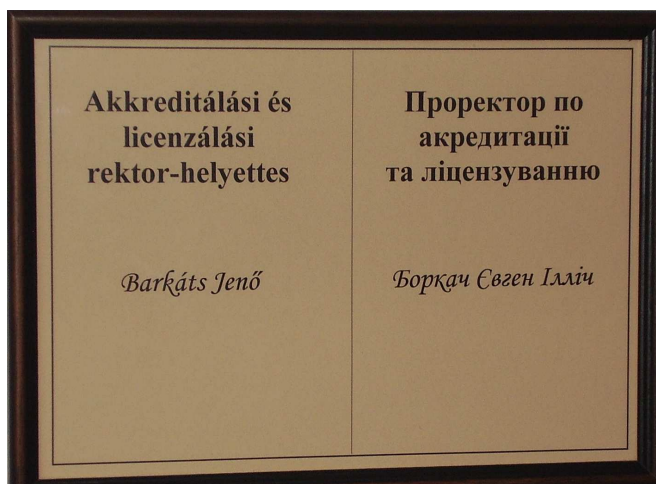 Akkreditálási és
licenzálási
rektor-helyettes
Barkáts Jenő
Проректор по
акредитації
та ліцензуванню
Боркач Євген Ілліч